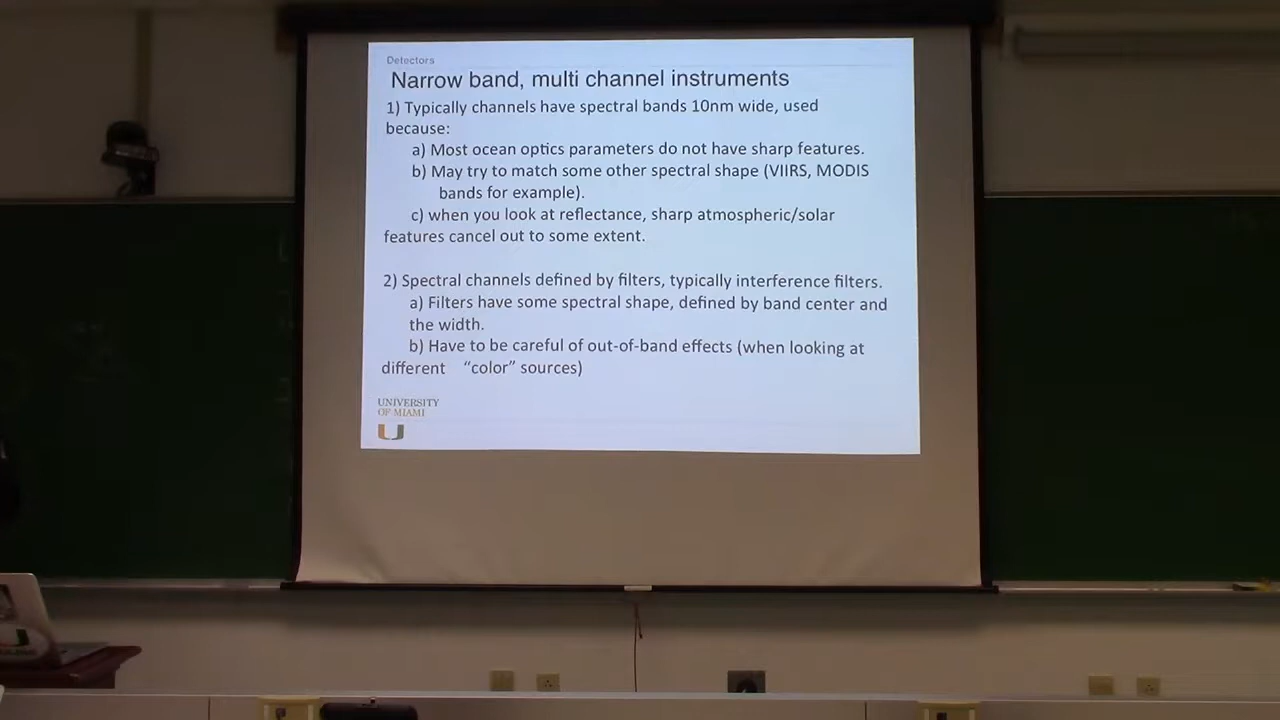 Detectors
Narrow band, multi channel instruments
1) Typically channels have spectral bands 10nm wide, used
because:
a) Most ocean optics parameters do not have sharp features.
b) May try to match some other spectral shape (VIIRS, MODIS
bands for example).
c) when you look at reflectance, sharp atmospheric/solar
features cancel out to some extent.
2) Spectral channels defined by filters, typically interference filters.
a) Filters have some spectral shape, defined by band center and
the width.
b) Have to be careful of out-of-band effects (when looking at
different “color” sources)
UNIVERSITY
OF MIAMI